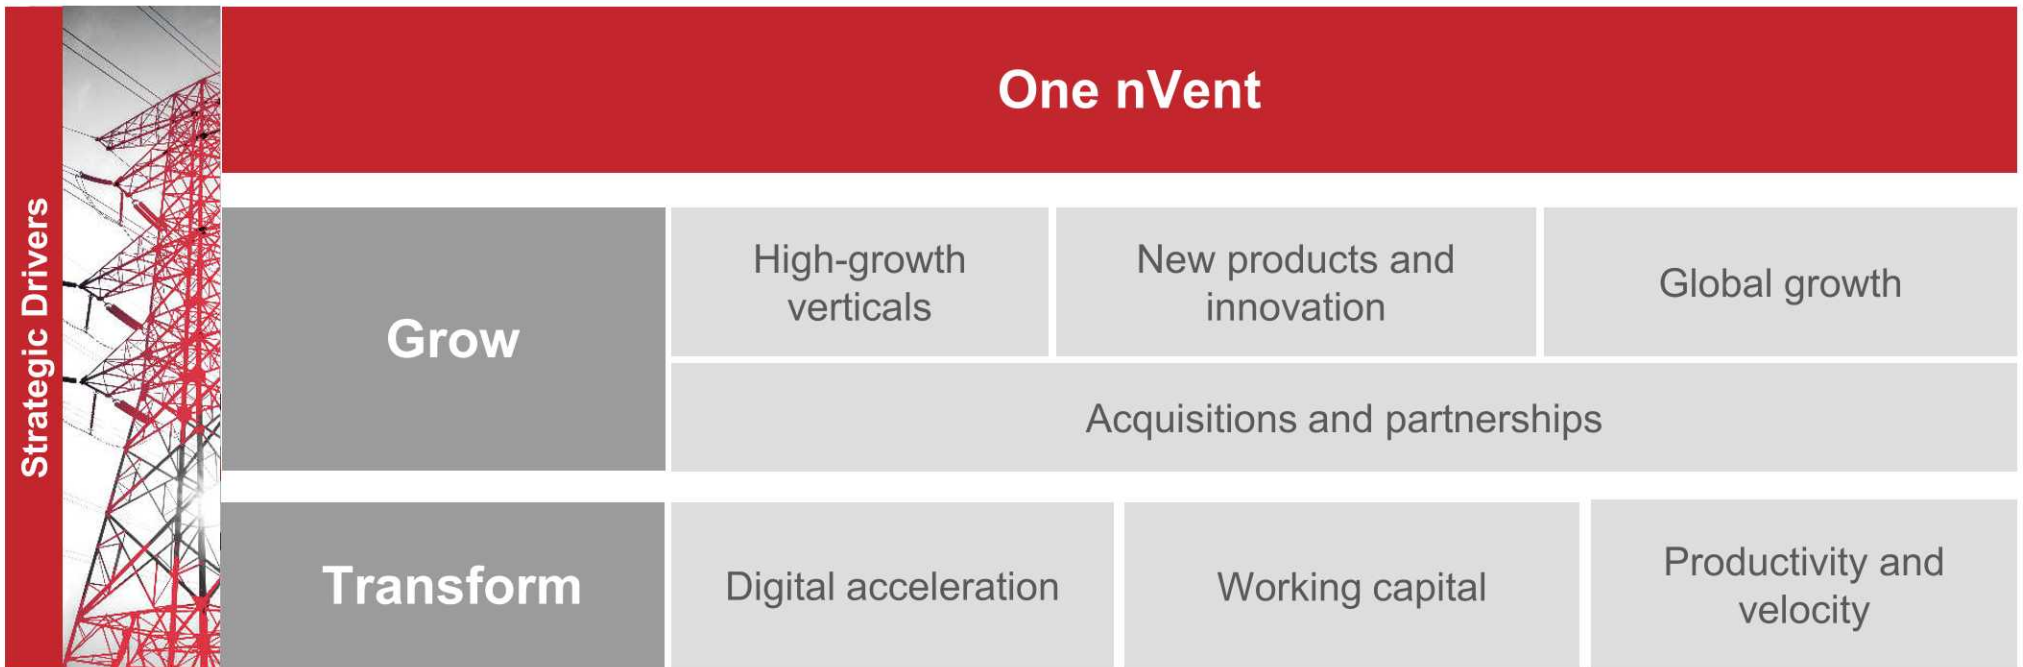 One nVent
Strategic Drivers
Grow
High-growth
verticals
New products and
innovation
Global growth
Acquisitions and partnerships
Transform
Digital acceleration
Working capital
Productivity and
velocity